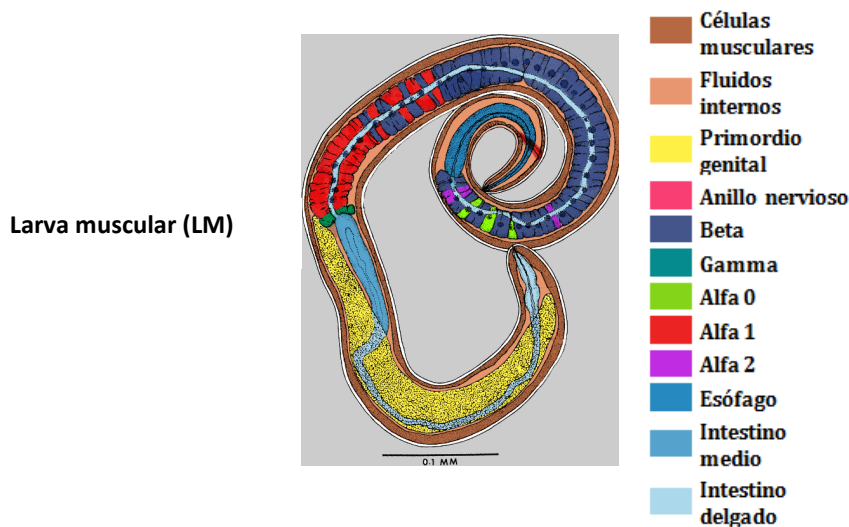 Larva muscular (LM)
0.1 MM
Células
musculares
Fluidos
internos
Primordio
genital
Anillo nervioso
Beta
Gamma
Alfa 0
Alfa 1
Alfa 2
Esófago
Intestino
medio
Intestino
delgado